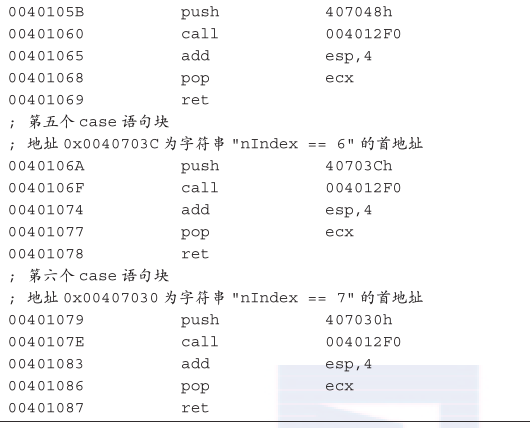 0040105B push 407048h
00401060 call 004012F0
00401065 add esp,4
00401068 pop ecx
00401069 ret
; 第五个 case 语句块
; 地址 0x0040703C 为字符串 "nIndex == 6" 的首地址
0040106A push 40703Ch
0040106F call 004012F0
00401074 add esp,4
00401077 pop ecx
00401078 ret
; 第六个 case 语句块
; 地址 0x00407030 为字符串 "nIndex == 7" 的首地址
00401079 push 407030h
0040107E call 004012F0
00401083 add esp,4
00401086 pop ecx
00401087 ret